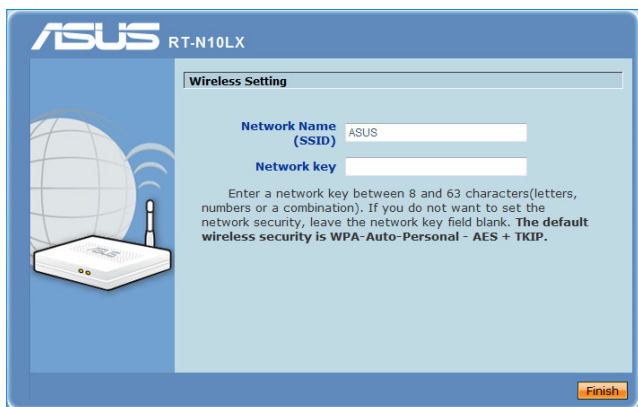 ASUS RT-N10LX
Wireless Setting
Network Name
(SSID)
ASUS
Network key
Enter a network key between 8 and 63 characters(letters,
numbers or a combination). If you do not want to set the
network security, leave the network key field blank. The default
wireless security is WPA-Auto-Personal - AES + TKIP.
ASUS
Finish